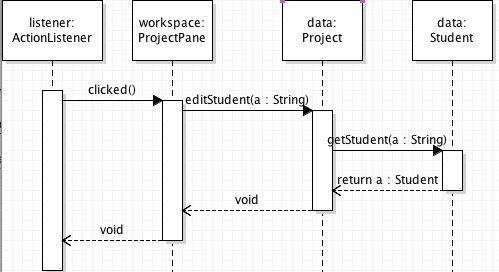 listener:
ActionListener
workspace:
ProjectPane
data:
Project
data:
Student
clicked()
editStudent(a : String)
getStudent(a : String)
return a : Student
void
void